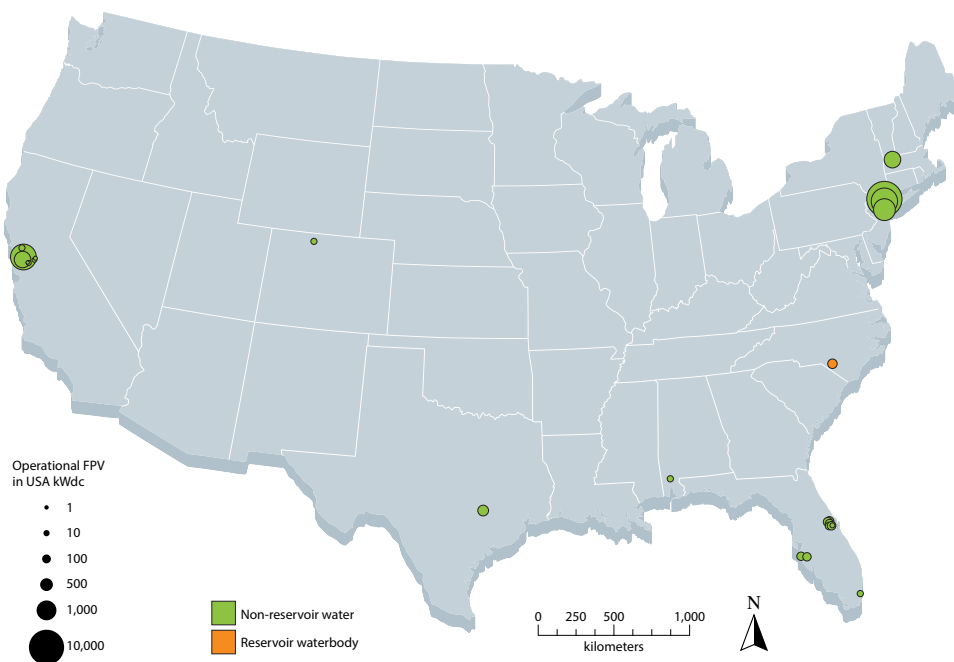 Operational FPV
in USA kWdc
1
10
100
500
1,000
10,000
Non-reservoir water
Reservoir waterbody
0 250 500 1,000
kilometers
N